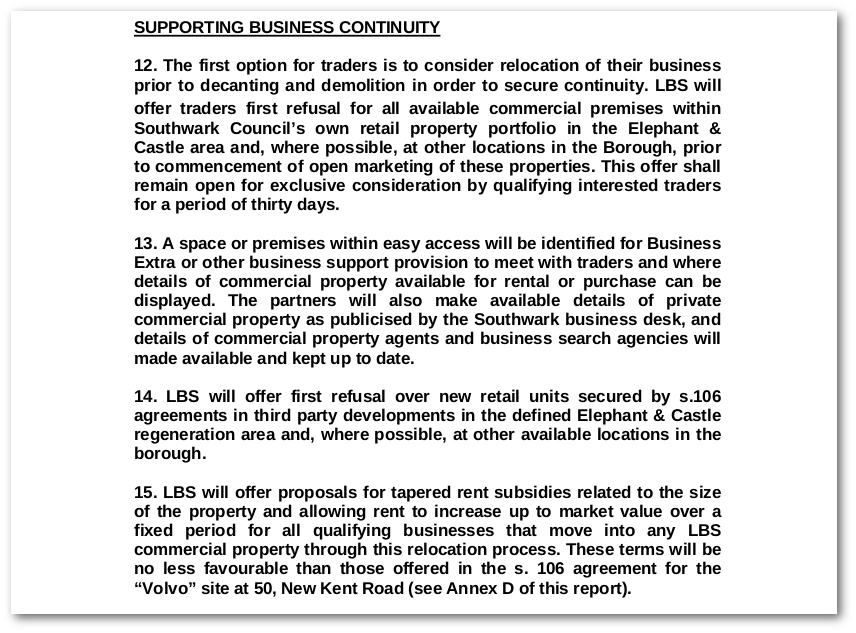 SUPPORTING BUSINESS CONTINUITY
12. The first option for traders is to consider relocation of their business
prior to decanting and demolition in order to secure continuity. LBS will
offer traders first refusal for all available commercial premises within
Southwark Council's own retail property portfolio in the Elephant &
Castle area and, where possible, at other locations in the Borough, prior
to commencement of open marketing of these properties. This offer shall
remain open for exclusive consideration by qualifying interested traders
for a period of thirty days.
13. A space or premises within easy access will be identified for Business
Extra or other business support provision to meet with traders and where
details of commercial property available for rental or purchase can be
displayed. The partners will also make available details of private
commercial property as publicised by the Southwark business desk, and
details of commercial property agents and business search agencies will
made available and kept up to date.
14. LBS will offer first refusal over new retail units secured by s.106
agreements in third party developments in the defined Elephant & Castle
regeneration area and, where possible, at other available locations in the
borough.
15. LBS will offer proposals for tapered rent subsidies related to the size
of the property and allowing rent to increase up to market value over a
fixed period for all qualifying businesses that move into any LBS
commercial property through this relocation process. These terms will be
no less favourable than those offered in the s. 106 agreement for the
“Volvo” site at 50, New Kent Road (see Annex D of this report).